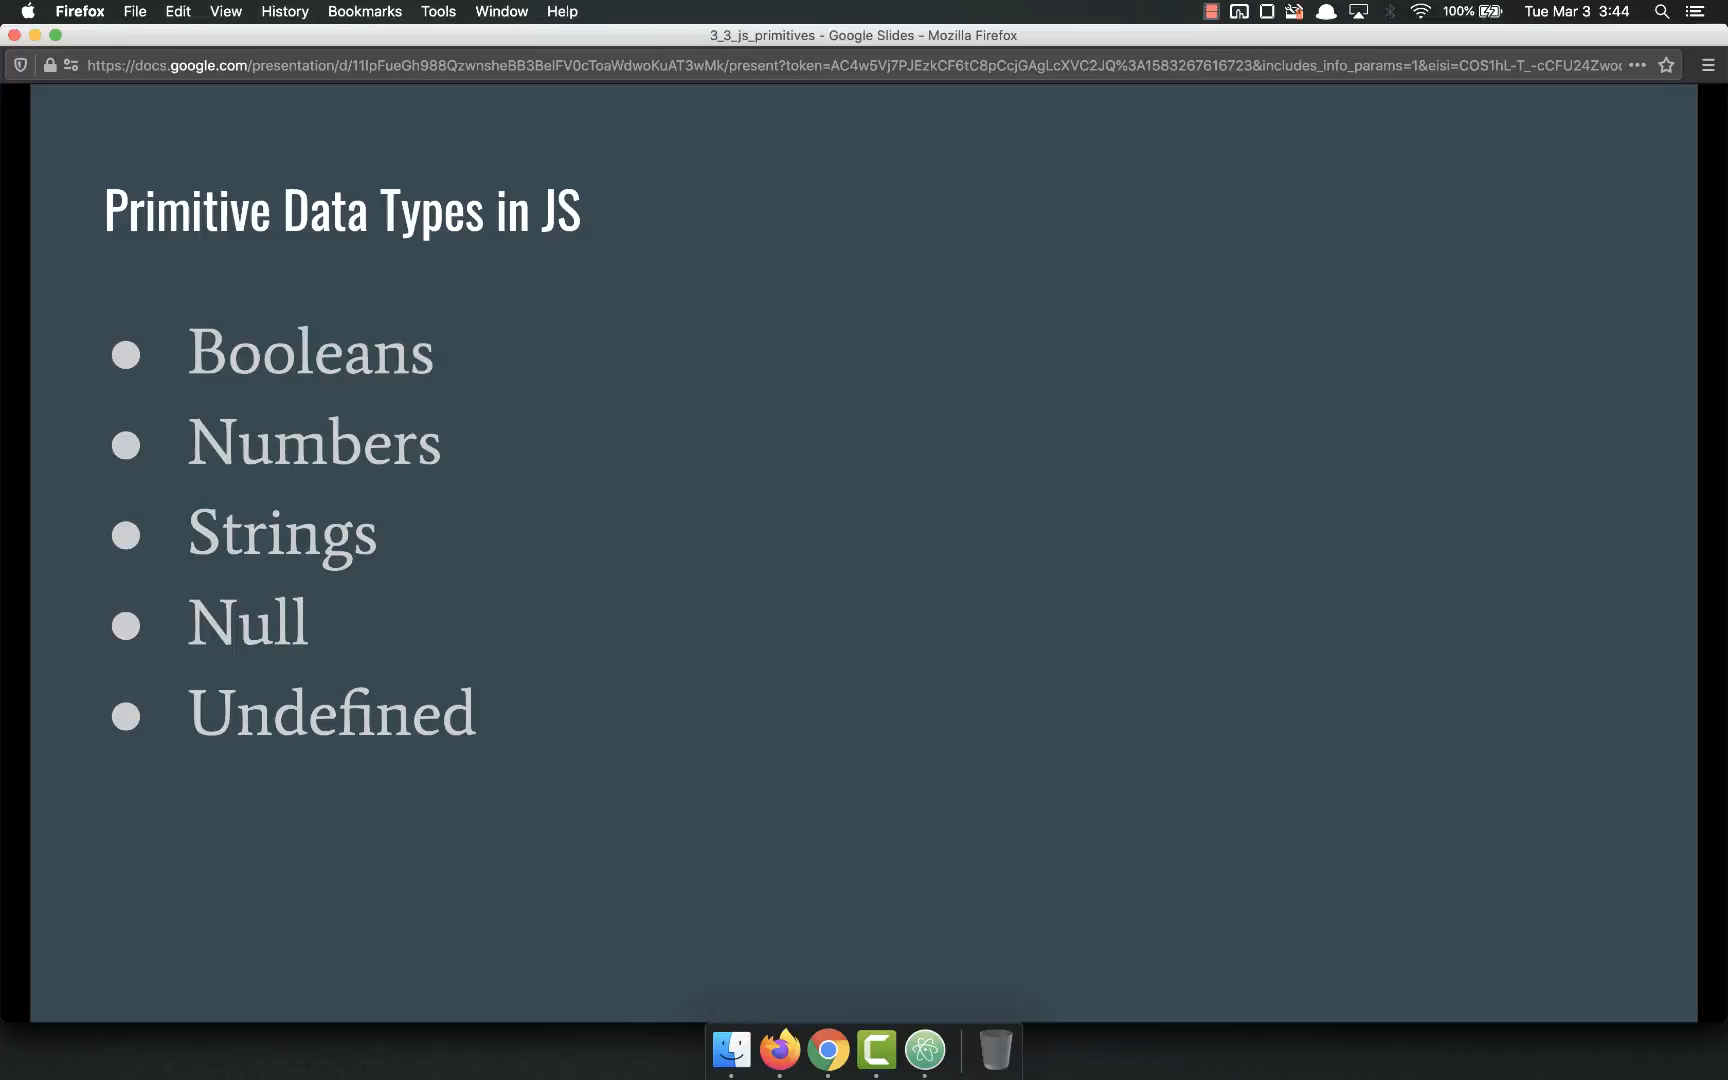 Firefox File Edit View History Bookmarks Tools Window Help 100% Tue Mar 3 3:44
3_3_js_primitives - Google Slides - Mozilla Firefox
https://docs.google.com/presentation/d/11IpFueGh988QzwnsheBB3BelFV0cToaWdwoKuAT3wMk/present?token=AC4w5Vj7PJEzkCF6tC8pCcjGAgLcXVC2JQ%3A1583267616723&includes_info_params=1&eisi=COS1hL-T_-cCFU24Zwoc
Primitive Data Types in JS
● Booleans
● Numbers
● Strings
● Null
● Undefined